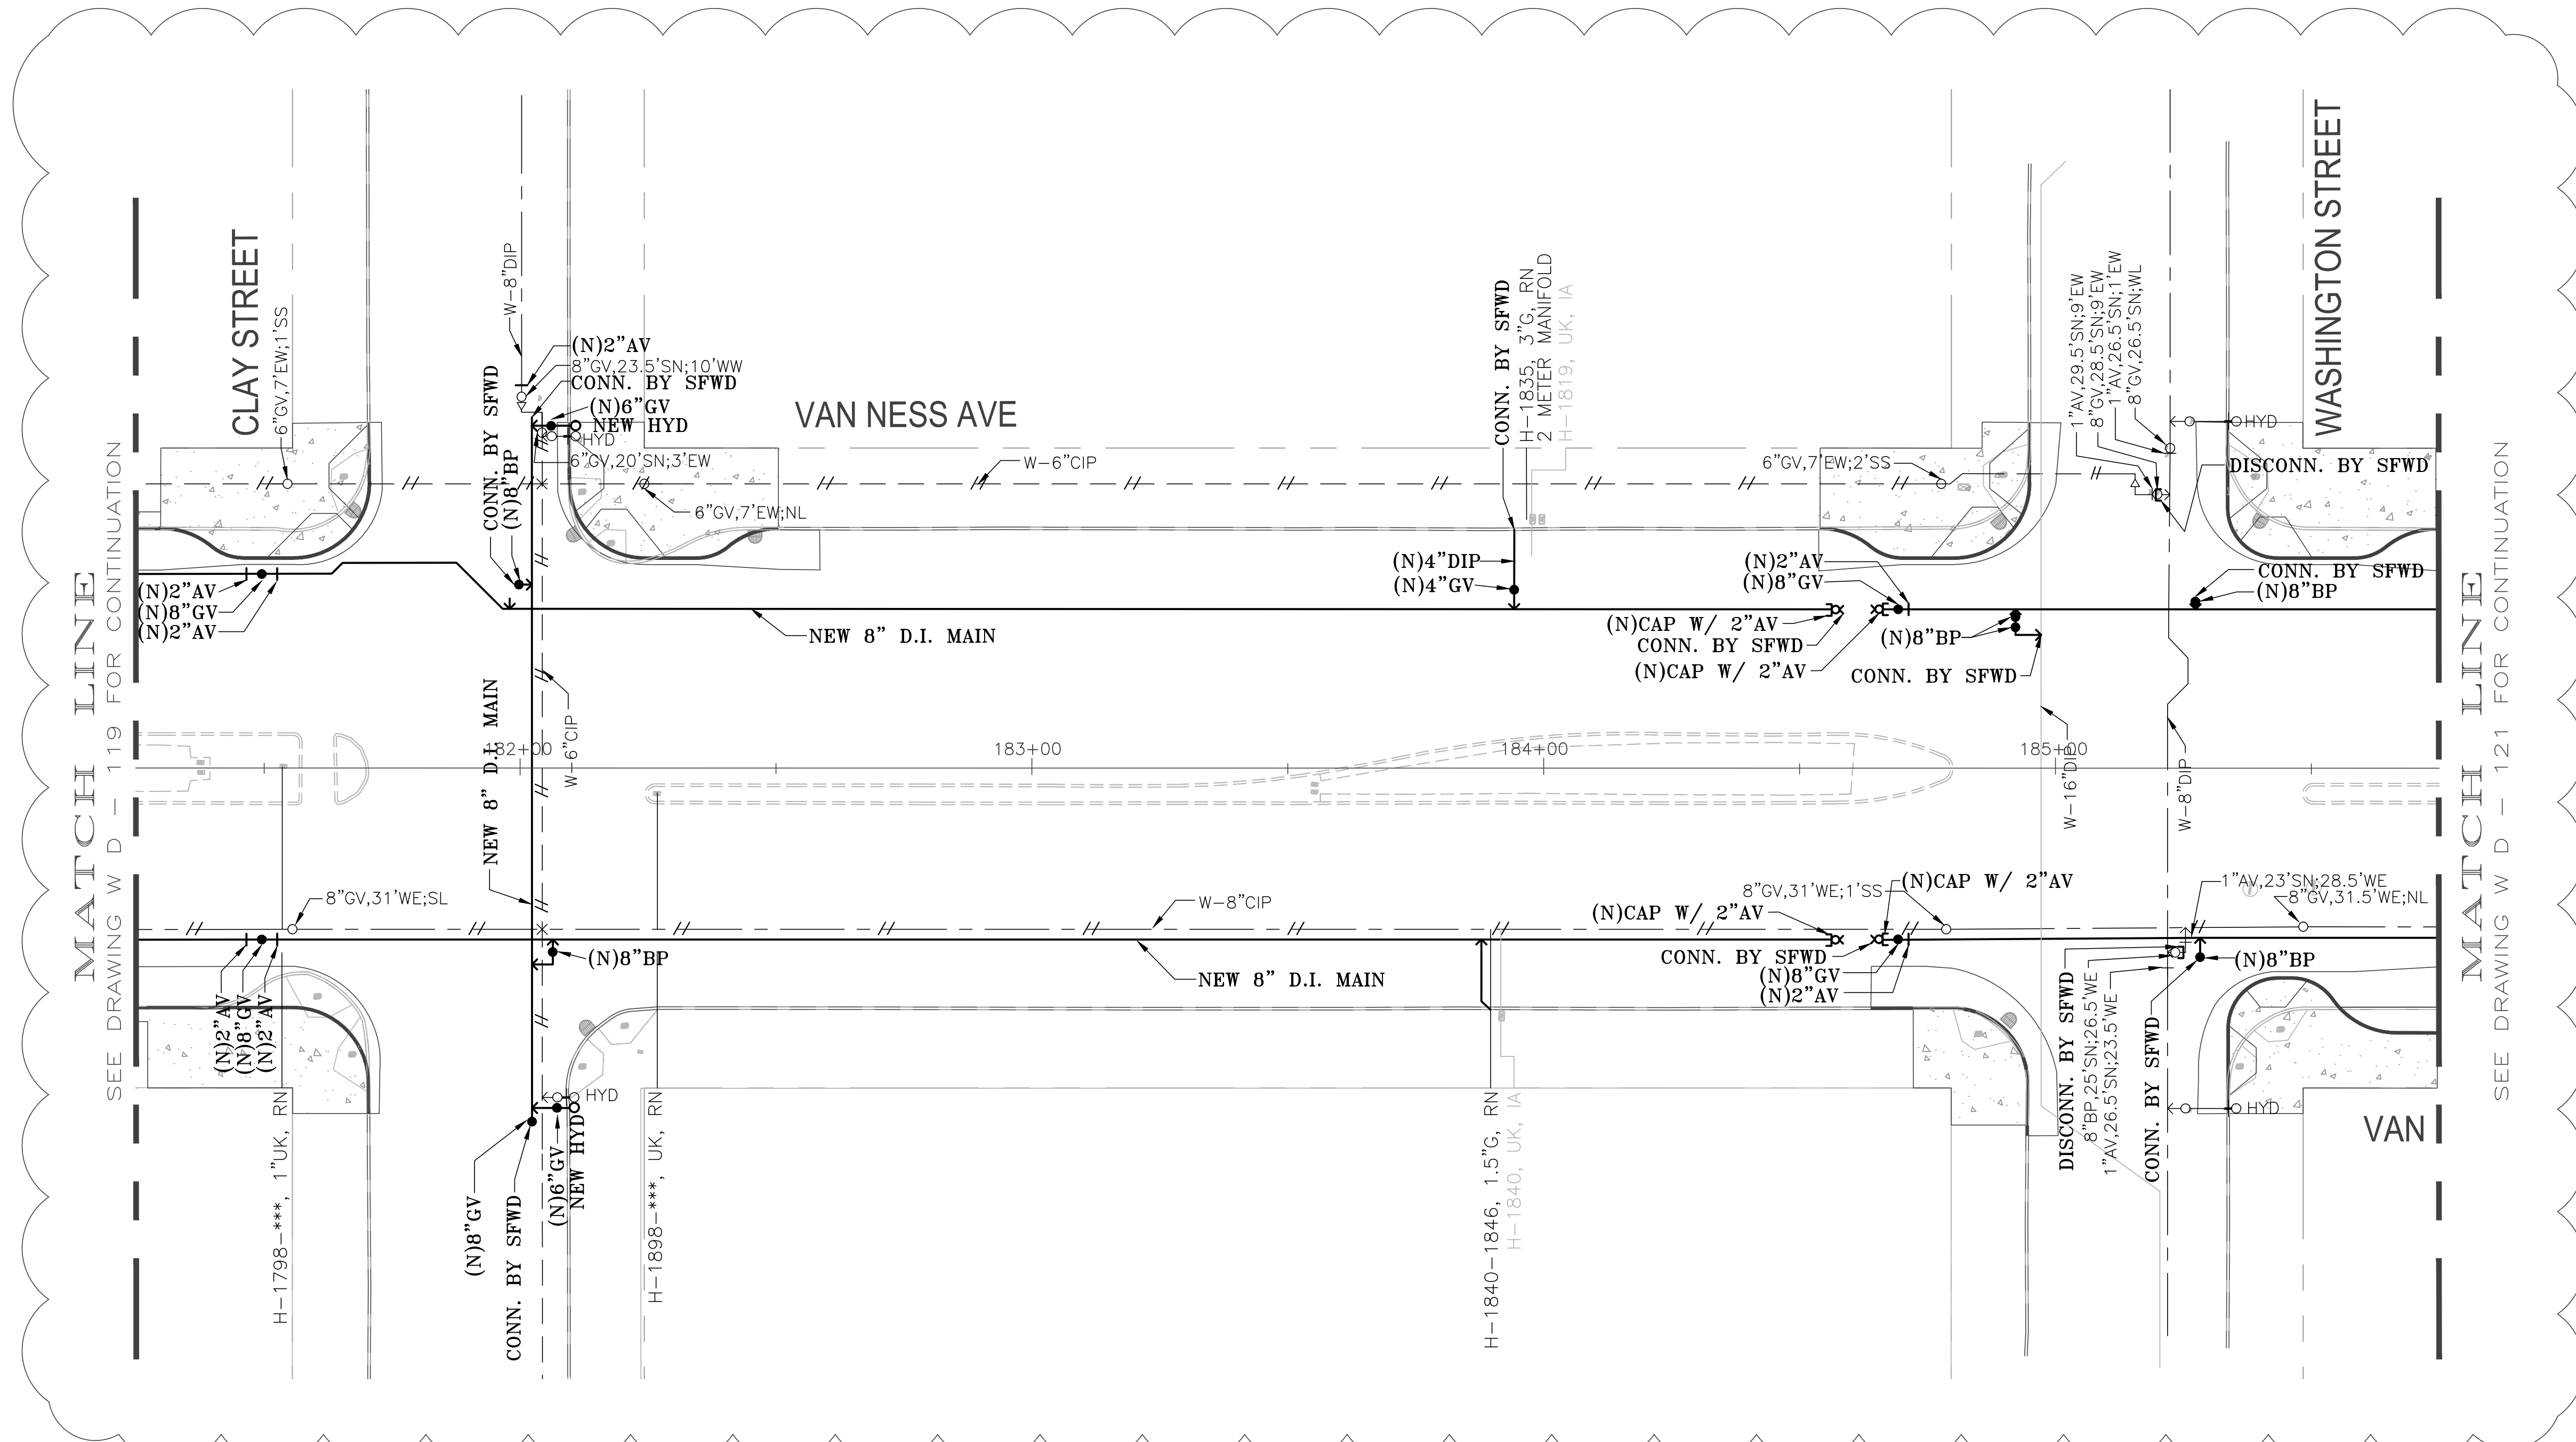 MATCH LINE
SEE DRAWING W D - 119 FOR CONTINUATION
CLAY STREET
6"GV,7'EW;1'SS
W-8"DIP
(N)2"AV
8"GV,23.5'SN;10'WW
CONN. BY SFWD
(N)6"GV
NEW HYD
HYD
6"GV,20'SN;3'EW
CONN. BY SFWD
(N)8"BP
6"GV,7'EW;NL
VAN NESS AVE
W-6"CIP
CONN. BY SFWD
H-1835, 3"G, RN
2 METER MANIFOLD
H-1819, UK, IA
6"GV,7'EW;2'SS
1"AV,29.5'SN;9'EW
8"GV,28.5'SN;9'EW
1"AV,26.5'SN;1'EW
8"GV,26.5'SN;WL
HYD
WASHINGTON STREET
DISCONN. BY SFWD
(N)2"AV
(N)8"GV
(N)2"AV
NEW 8" D.I. MAIN
(N)4"DIP
(N)4"GV
(N)2"AV
(N)8"GV
(N)CAP W/ 2"AV
CONN. BY SFWD
(N)CAP W/ 2"AV
(N)8"BP
CONN. BY SFWD
CONN. BY SFWD
(N)8"BP
NEW 8" D.I. MAIN
W-6"CIP
182+00
183+00
184+00
185+00
W-16"DIP
W-8"DIP
8"GV,31'WE;SL
(N)2"AV
(N)8"GV
(N)2"AV
(N)8"BP
W-8"CIP
NEW 8" D.I. MAIN
8"GV,31'WE;1'SS
(N)CAP W/ 2"AV
(N)CAP W/ 2"AV
CONN. BY SFWD
(N)8"GV
(N)2"AV
1"AV,23'SN;28.5'WE
8"GV,31.5'WE;NL
(N)8"BP
DISCONN. BY SFWD
8"BP,25'SN;26.5'WE
1"AV,26.5'SN;23.5'WE
CONN. BY SFWD
HYD
HYD
H-1798-***, 1"UK, RN
(N)8"GV
CONN. BY SFWD
(N)6"GV
NEW HYD
H-1898-***, UK, RN
H-1840-1846, 1.5"G, RN
H-1840, UK, IA
VAN
MATCH LINE
SEE DRAWING W D - 121 FOR CONTINUATION